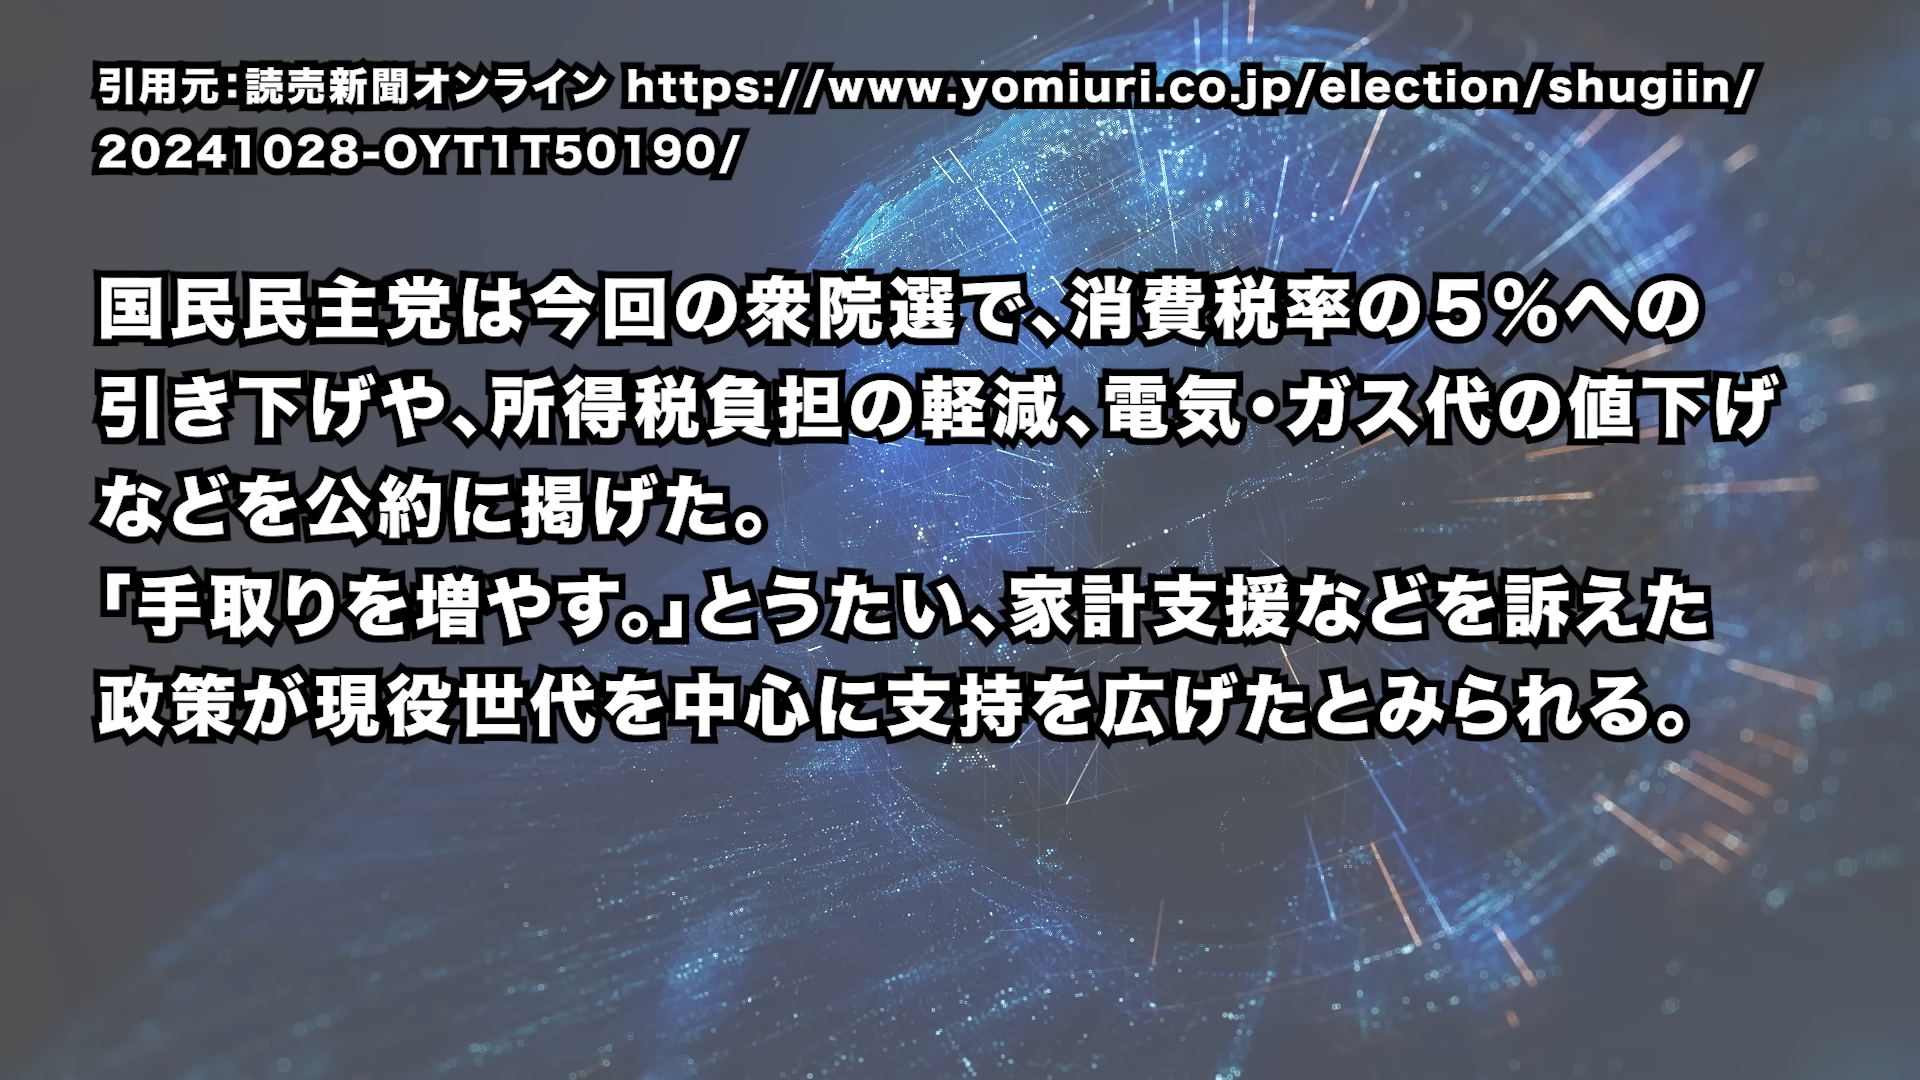 引用元：読売新聞オンライン https://www.yomiuri.co.jp/election/shugiin/
20241028-OYT1T50190/
国民民主党は今回の衆院選で、消費税率の５％への
引き下げや、所得税負担の軽減、電気・ガス代の値下げ
などを公約に掲げた。
「手取りを増やす。」とうたい、家計支援などを訴えた
政策が現役世代を中心に支持を広げたとみられる。